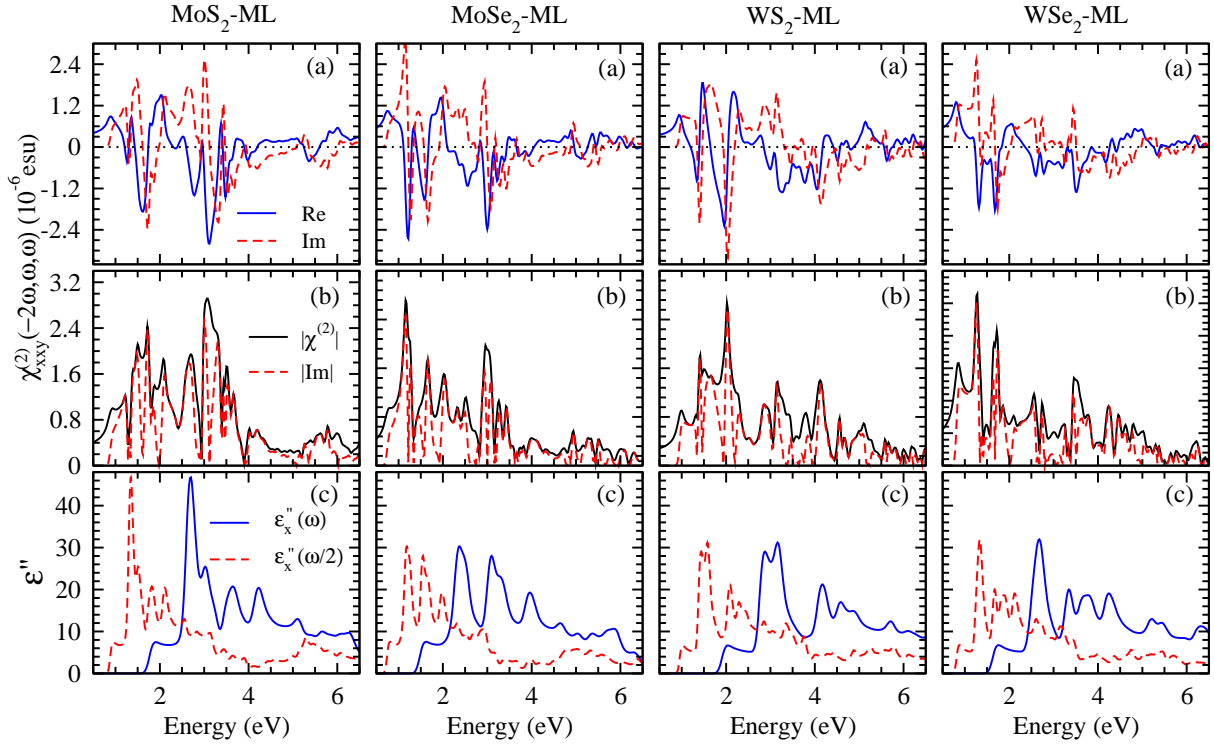 MoS2-ML MoSe2-ML WS2-ML WSe2-ML
(a) (a) (a) (a)
2.4
1.2
0
-1.2
-2.4
Re
Im
χ(2)xxy(−2ω,ω,ω) (10-6esu)
(b) (b) (b) (b)
3.2
2.4
1.6
0.8
0
|χ(2)|
|Im|
(c) (c) (c) (c)
40
30
20
10
0
εx"(ω)
εx"(ω/2)
ε"
2 4 6 2 4 6 2 4 6 2 4 6
Energy (eV) Energy (eV) Energy (eV) Energy (eV)